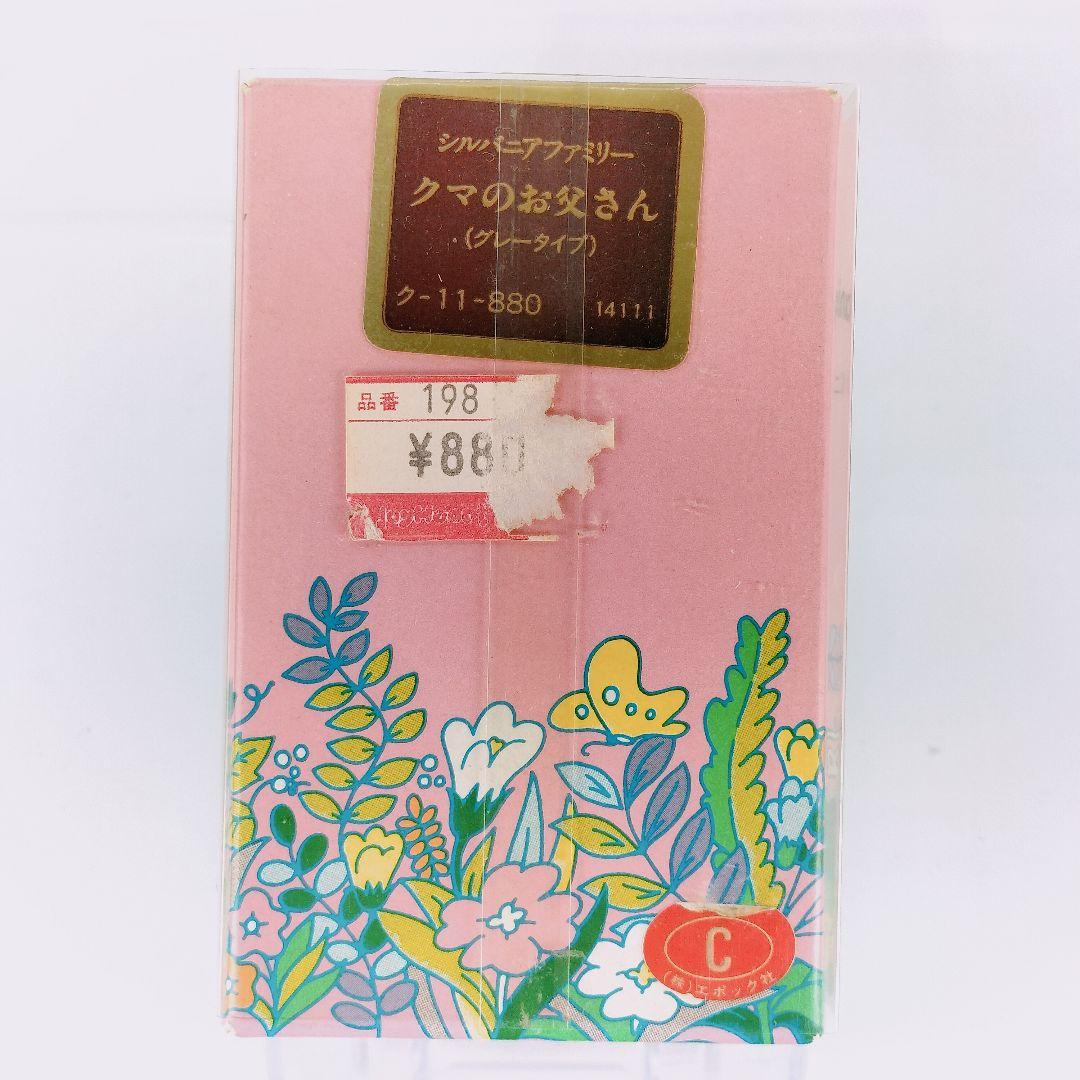 シルバニアファミリー
クマのお父さん
(グレータイプ)
ク-11-880 14111
品番 198
¥880
C
(株)エポック社